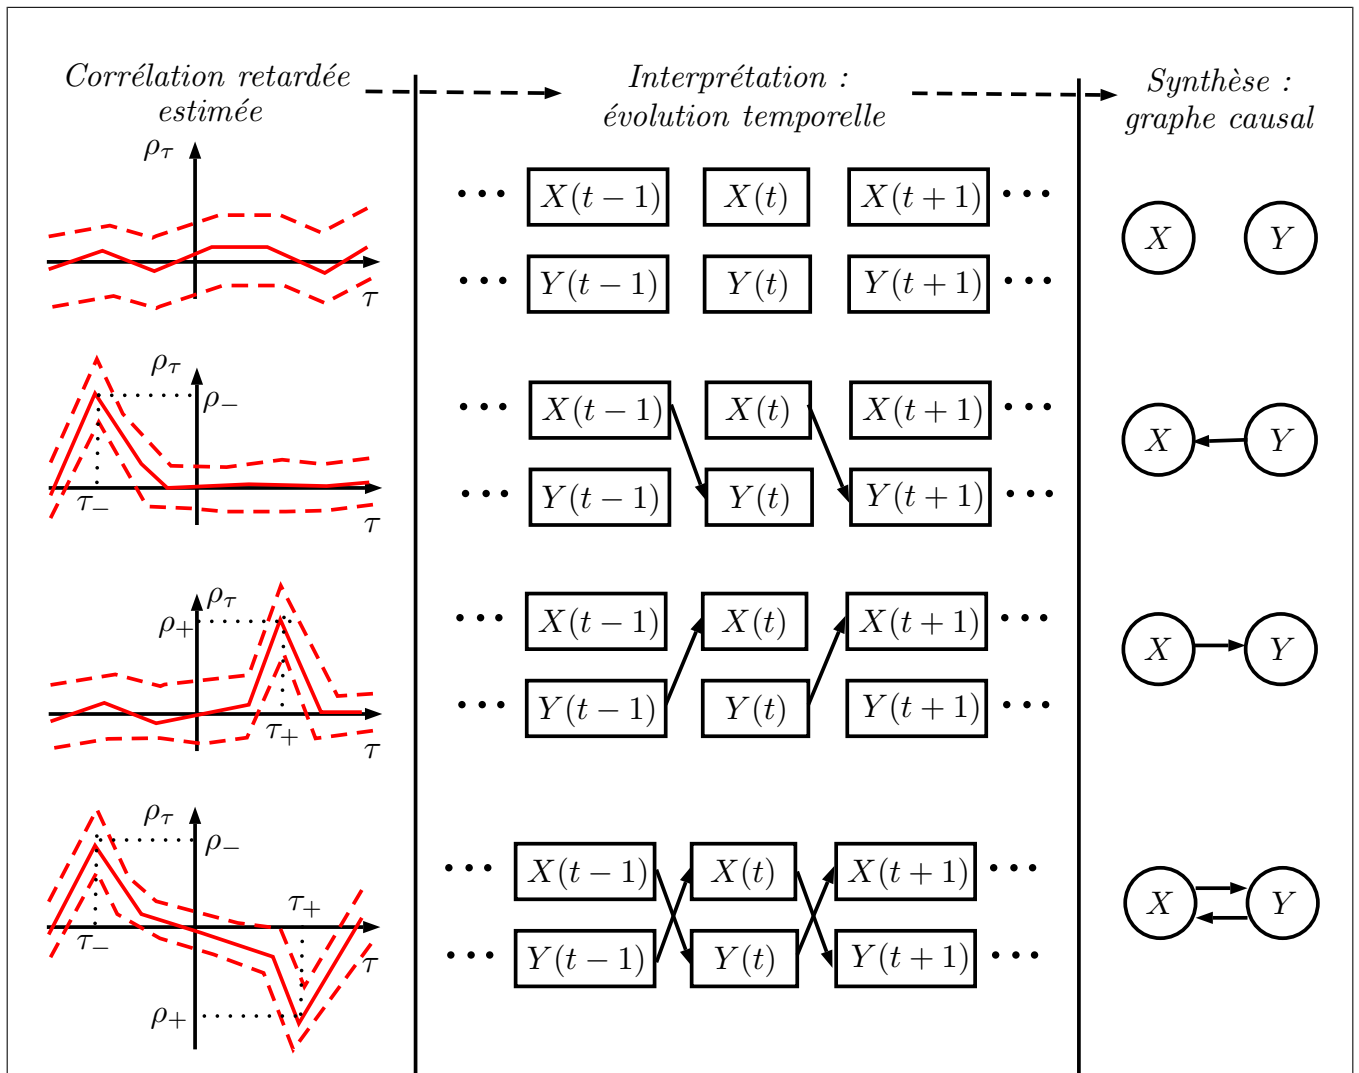 Corrélation retardée
estimée
Interprétation :
évolution temporelle
Synthèse :
graphe causal
ρτ
τ
··· X(t − 1) X(t) X(t + 1) ···
··· Y(t − 1) Y(t) Y(t + 1) ···
X Y
ρτ
ρ−
τ−
τ
··· X(t − 1) X(t) X(t + 1) ···
··· Y(t − 1) Y(t) Y(t + 1) ···
X Y
ρτ
ρ+
τ+
τ
··· X(t − 1) X(t) X(t + 1) ···
··· Y(t − 1) Y(t) Y(t + 1) ···
X Y
ρτ
ρ−
τ+
τ−
τ
ρ+
··· X(t − 1) X(t) X(t + 1) ···
··· Y(t − 1) Y(t) Y(t + 1) ···
X Y